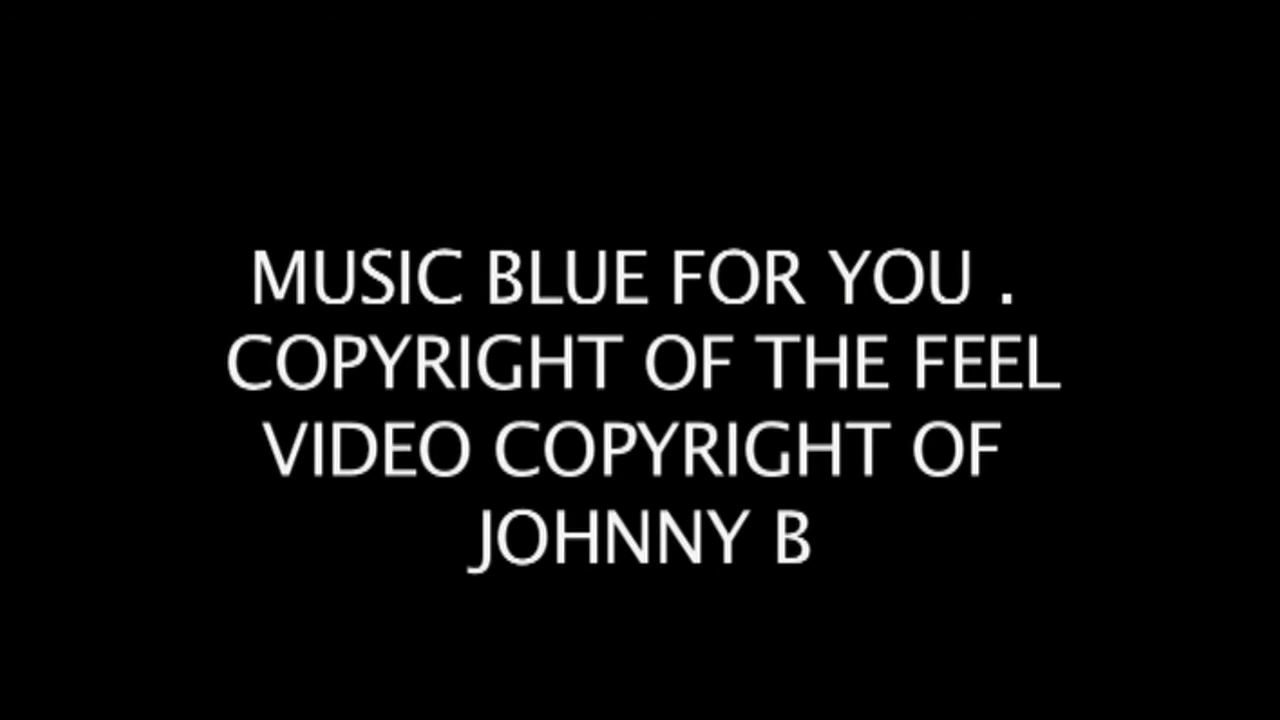 MUSIC BLUE FOR YOU .
COPYRIGHT OF THE FEEL
VIDEO COPYRIGHT OF
JOHNNY B